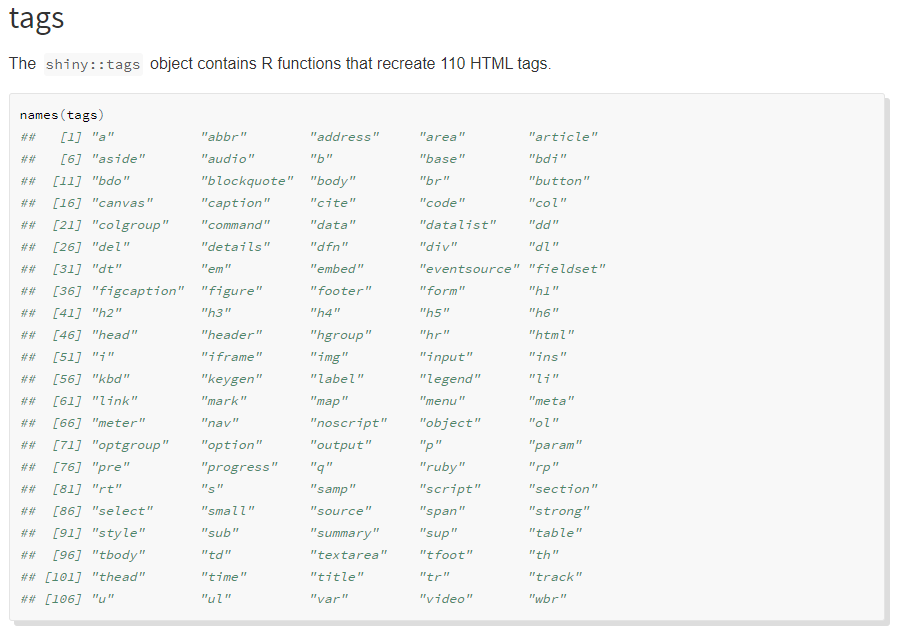 tags
The shiny::tags object contains R functions that recreate 110 HTML tags.
names(tags)
##   [1] "a"           "abbr"        "address"     "area"        "article"
##   [6] "aside"       "audio"       "b"           "base"        "bdi"
##  [11] "bdo"         "blockquote"  "body"        "br"          "button"
##  [16] "canvas"      "caption"     "cite"        "code"        "col"
##  [21] "colgroup"    "command"     "data"        "datalist"    "dd"
##  [26] "del"         "details"     "dfn"         "div"         "dl"
##  [31] "dt"          "em"          "embed"       "eventsource" "fieldset"
##  [36] "figcaption"  "figure"      "footer"      "form"        "h1"
##  [41] "h2"          "h3"          "h4"          "h5"          "h6"
##  [46] "head"        "header"      "hgroup"      "hr"          "html"
##  [51] "i"           "iframe"      "img"         "input"       "ins"
##  [56] "kbd"         "keygen"      "label"       "legend"      "li"
##  [61] "link"        "mark"        "map"         "menu"        "meta"
##  [66] "meter"       "nav"         "noscript"    "object"      "ol"
##  [71] "optgroup"    "option"      "output"      "p"           "param"
##  [76] "pre"         "progress"    "q"           "ruby"        "rp"
##  [81] "rt"          "s"           "samp"        "script"      "section"
##  [86] "select"      "small"       "source"      "span"        "strong"
##  [91] "style"       "sub"         "summary"     "sup"         "table"
##  [96] "tbody"       "td"          "textarea"    "tfoot"       "th"
## [101] "thead"       "time"        "title"       "tr"          "track"
## [106] "u"           "ul"          "var"         "video"       "wbr"